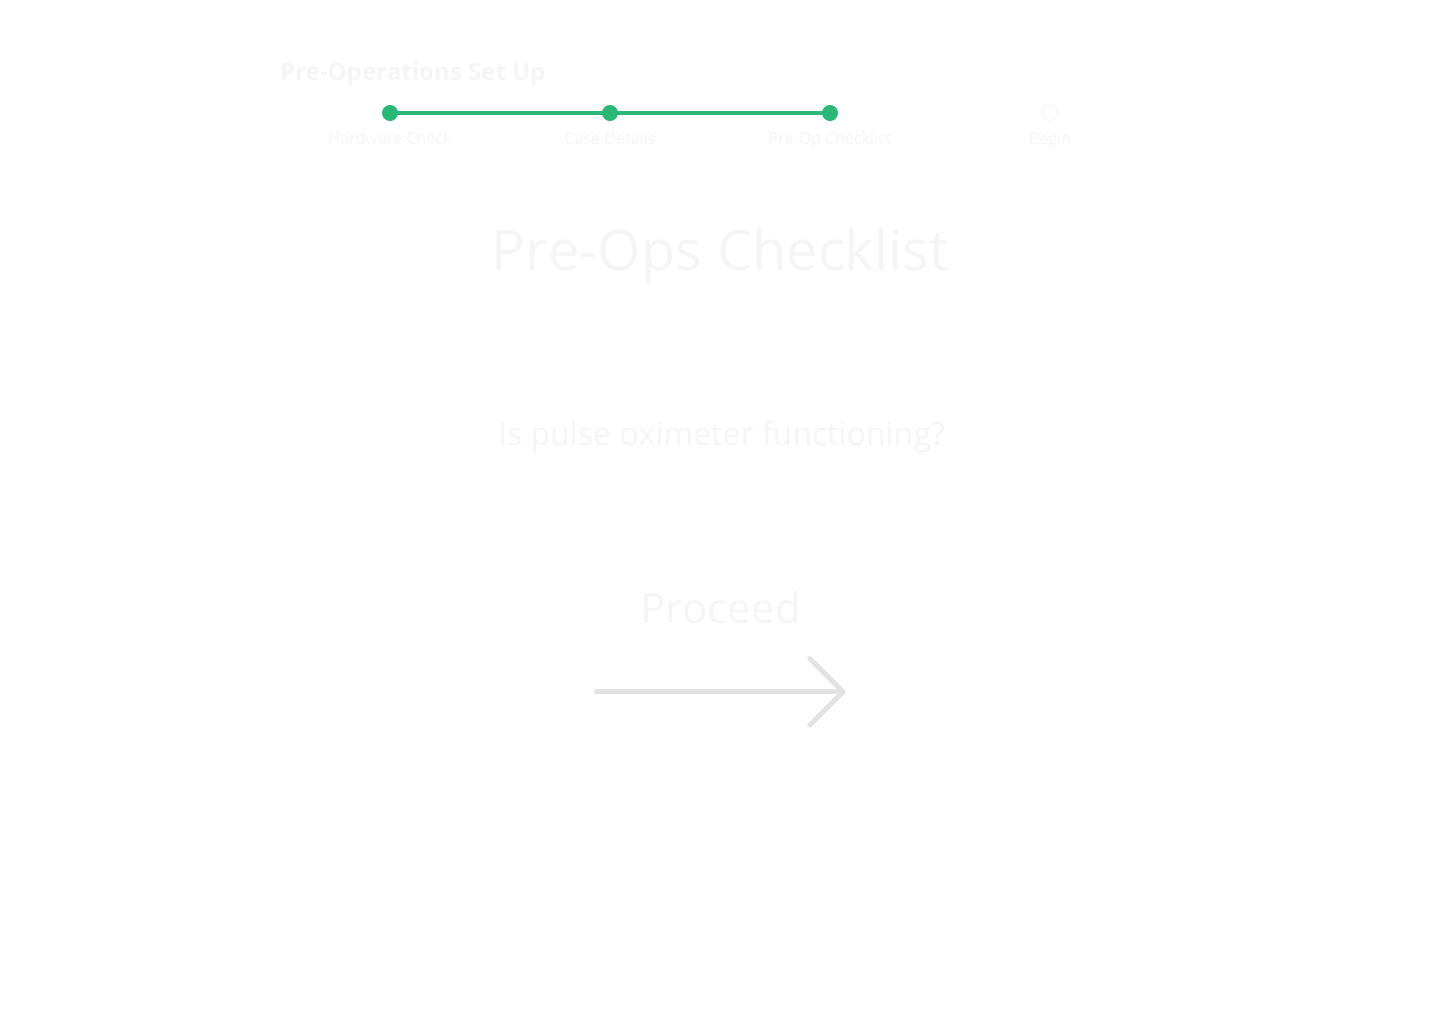 Pre-Operations Set Up
Hardware Check
Case Details
Pre-Op Checklist
Begin
Pre-Ops Checklist
Is pulse oximeter functioning?
Proceed